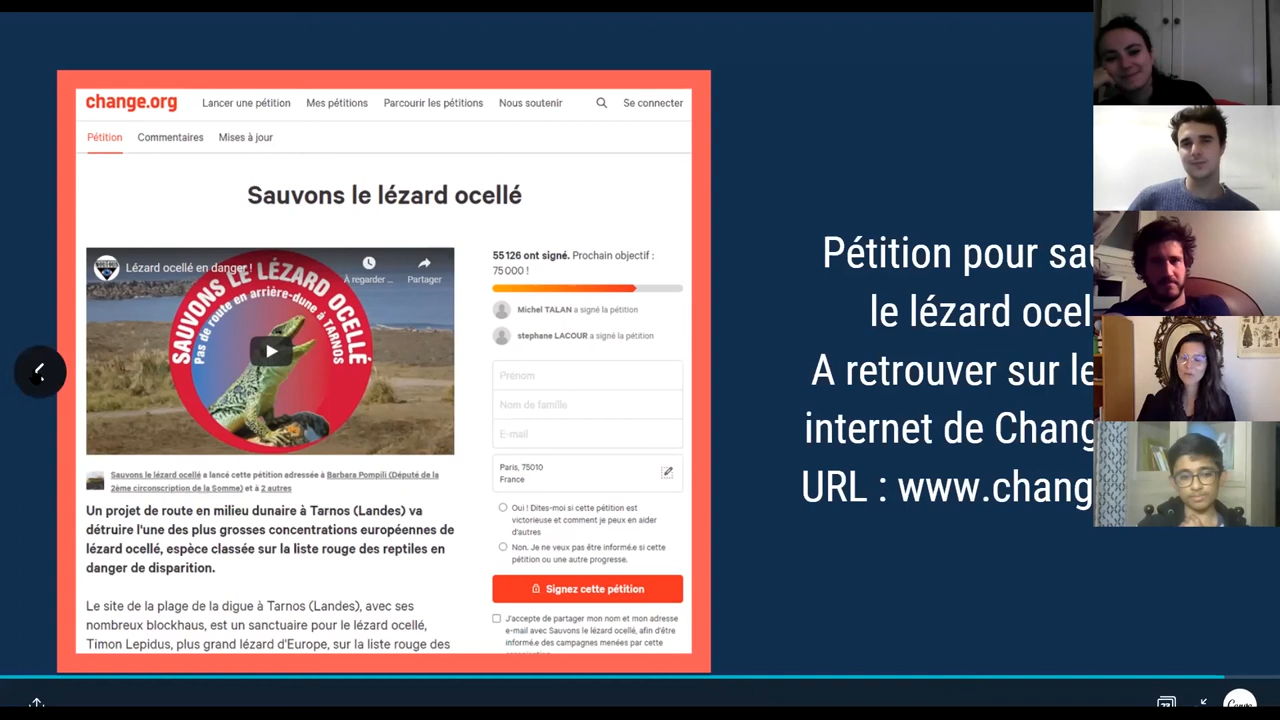 change.org
Lancer une pétition
Mes pétitions
Parcourir les pétitions
Nous soutenir
Se connecter
Pétition
Commentaires
Mises à jour
Sauvons le lézard ocellé
Lézard ocellé en danger !
À regarder ...
Partager
SAUVONS LE LÉZARD OCELLÉ
Pas de route en arrière-dune à TARNOS
Sauvons le lézard ocellé a lancé cette pétition adressée à Barbara Pompili (Député de la
2ème circonscription de la Somme) et à 2 autres
Un projet de route en milieu dunaire à Tarnos (Landes) va
détruire l'une des plus grosses concentrations européennes de
lézard ocellé, espèce classée sur la liste rouge des reptiles en
danger de disparition.
Le site de la plage de la digue à Tarnos (Landes), avec ses
nombreux blockhaus, est un sanctuaire pour le lézard ocellé,
Timon Lepidus, plus grand lézard d'Europe, sur la liste rouge des
55 126 ont signé. Prochain objectif :
75 000 !
Michel TALAN a signé la pétition
stephane LACOUR a signé la pétition
Prénom
Nom de famille
E-mail
Paris, 75010
France
Oui ! Dites-moi si cette pétition est
victorieuse et comment je peux en aider
d'autres
Non. Je ne veux pas être informé.e si cette
pétition ou une autre progresse.
Signez cette pétition
J'accepte de partager mon nom et mon adresse
e-mail avec Sauvons le lézard ocellé, afin d'être
informé.e des campagnes menées par cette
Pétition pour sau
le lézard ocel
A retrouver sur le
internet de Chang
URL : www.chang
23
Canva